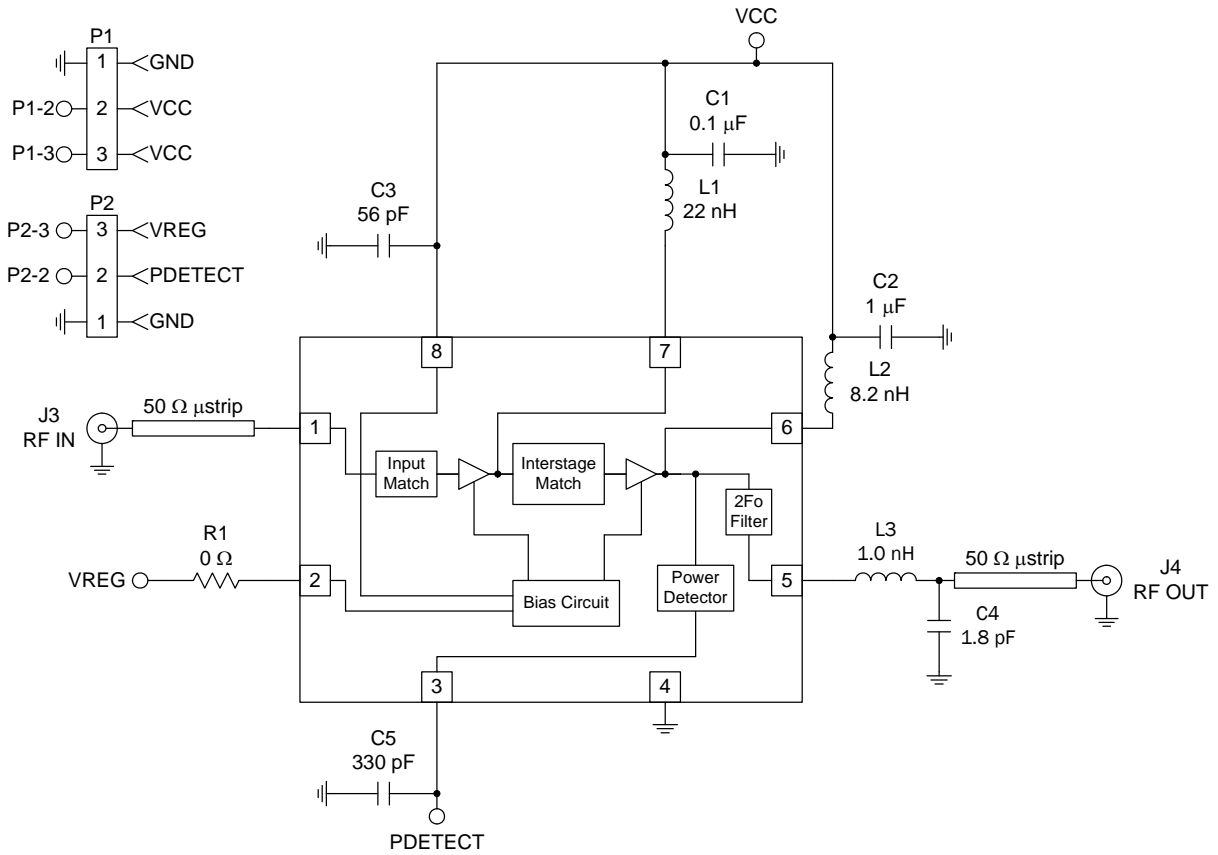 P1
1
GND
P1-2
2
VCC
P1-3
3
VCC
P2
P2-3
3
VREG
P2-2
2
PDETECT
1
GND
VCC
C1
0.1 µF
L1
22 nH
C3
56 pF
C2
1 µF
L2
8.2 nH
8
7
J3
RF IN
50 Ω µstrip
1
6
Input
Match
Interstage
Match
2Fo
Filter
R1
0 Ω
VREG
2
Bias Circuit
Power
Detector
5
L3
1.0 nH
50 Ω µstrip
J4
RF OUT
C4
1.8 pF
3
4
C5
330 pF
PDETECT